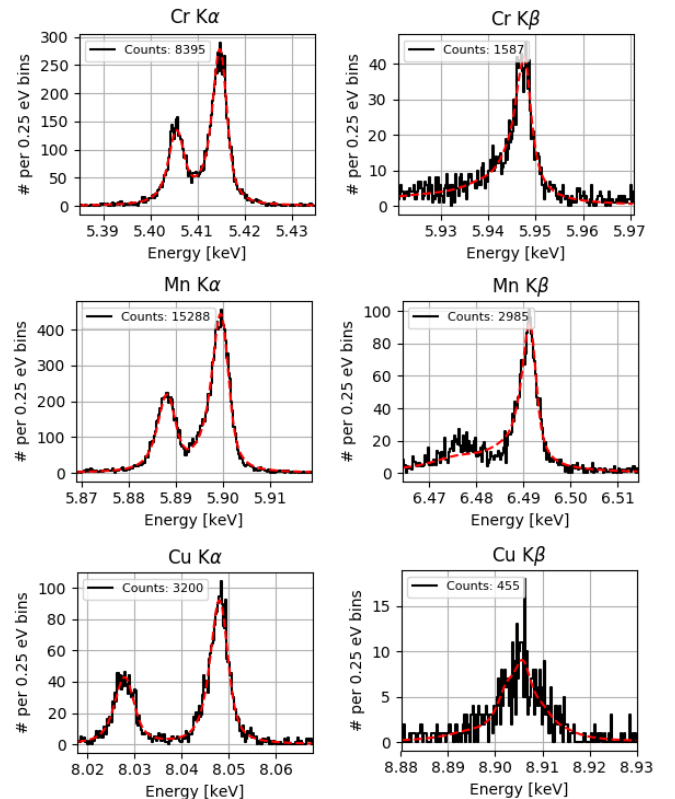 Cr Kα
Cr Kβ
# per 0.25 eV bins
300
250
200
150
100
50
0
Counts: 8395
5.39 5.40 5.41 5.42 5.43
Energy [keV]
# per 0.25 eV bins
40
30
20
10
0
Counts: 1587
5.93 5.94 5.95 5.96 5.97
Energy [keV]
Mn Kα
Mn Kβ
# per 0.25 eV bins
400
300
200
100
0
Counts: 15288
5.87 5.88 5.89 5.90 5.91
Energy [keV]
# per 0.25 eV bins
100
80
60
40
20
0
Counts: 2985
6.47 6.48 6.49 6.50 6.51
Energy [keV]
Cu Kα
Cu Kβ
# per 0.25 eV bins
100
80
60
40
20
0
Counts: 3200
8.02 8.03 8.04 8.05 8.06
Energy [keV]
# per 0.25 eV bins
15
10
5
0
Counts: 455
8.88 8.89 8.90 8.91 8.92 8.93
Energy [keV]